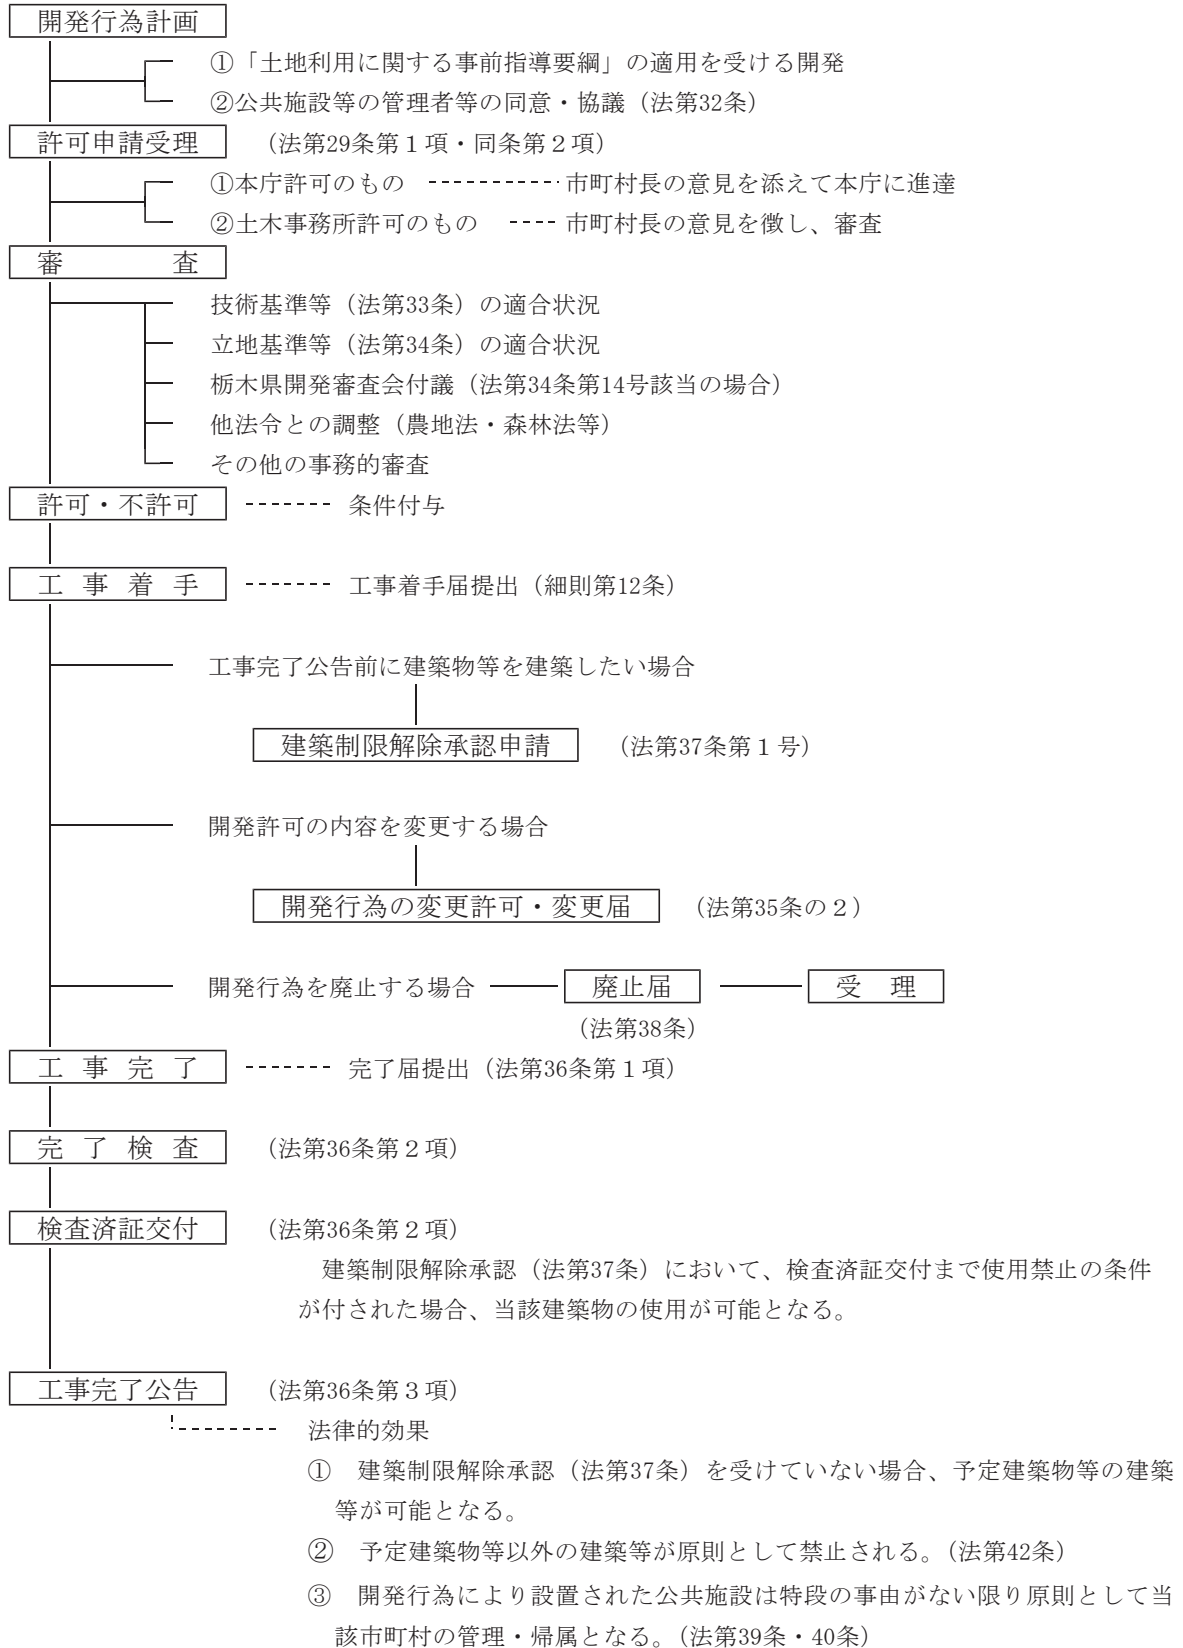 開発行為計画
①「土地利用に関する事前指導要綱」の適用を受ける開発
②公共施設等の管理者等の同意・協議（法第32条）
許可申請受理 （法第29条第１項・同条第２項）
①本庁許可のもの ----------- 市町村長の意見を添えて本庁に進達
②土木事務所許可のもの ---- 市町村長の意見を徴し、審査
審　　　　査
技術基準等（法第33条）の適合状況
立地基準等（法第34条）の適合状況
栃木県開発審査会付議（法第34条第14号該当の場合）
他法令との調整（農地法・森林法等）
その他の事務的審査
許可・不許可 ------- 条件付与
工　事　着　手 ------- 工事着手届提出（細則第12条）
工事完了公告前に建築物等を建築したい場合
建築制限解除承認申請 （法第37条第１号）
開発許可の内容を変更する場合
開発行為の変更許可・変更届 （法第35条の２）
開発行為を廃止する場合 廃止届 受　理
（法第38条）
工　事　完　了 ------- 完了届提出（法第36条第１項）
完　了　検　査 （法第36条第２項）
検査済証交付 （法第36条第２項）
建築制限解除承認（法第37条）において、検査済証交付まで使用禁止の条件
が付された場合、当該建築物の使用が可能となる。
工事完了公告 （法第36条第３項）
法律的効果
①　建築制限解除承認（法第37条）を受けていない場合、予定建築物等の建築
等が可能となる。
②　予定建築物等以外の建築等が原則として禁止される。（法第42条）
③　開発行為により設置された公共施設は特段の事由がない限り原則として当
該市町村の管理・帰属となる。（法第39条・40条）